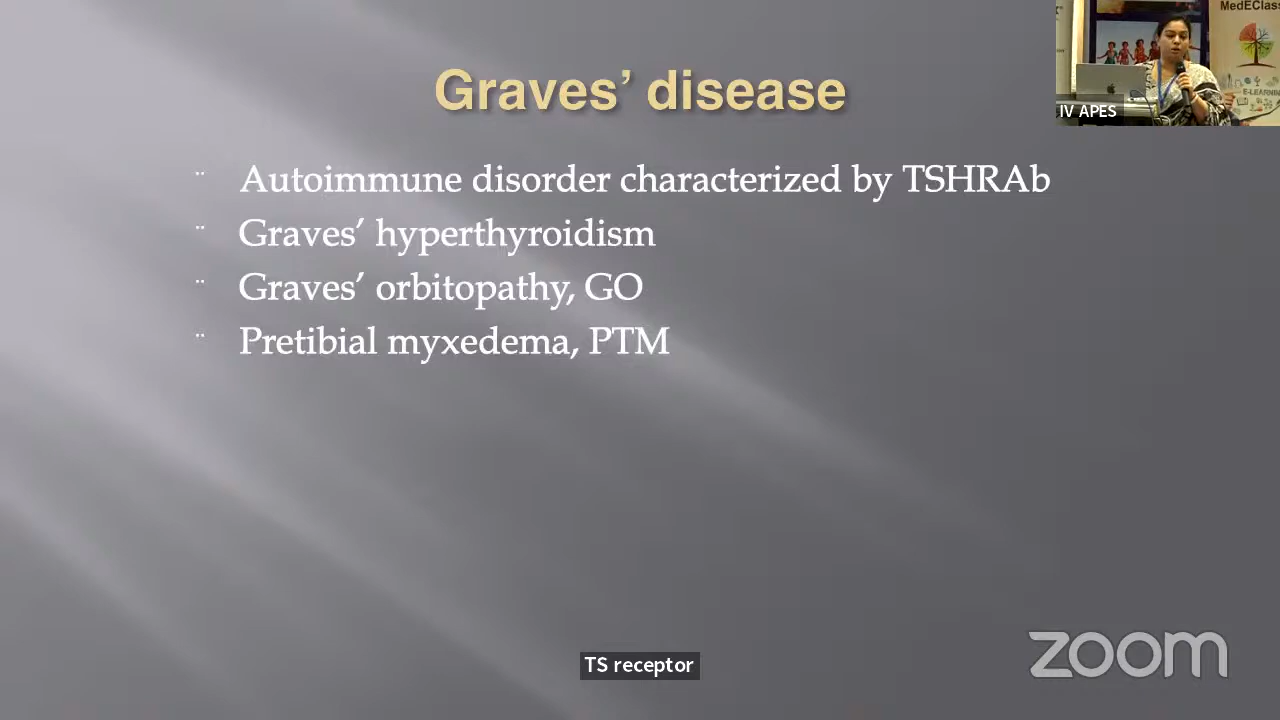 Graves’ disease
Autoimmune disorder characterized by TSHRAb
Graves’ hyperthyroidism
Graves’ orbitopathy, GO
Pretibial myxedema, PTM
MedEClass
E-LEARNIN
IV APES
TS receptor
zoom